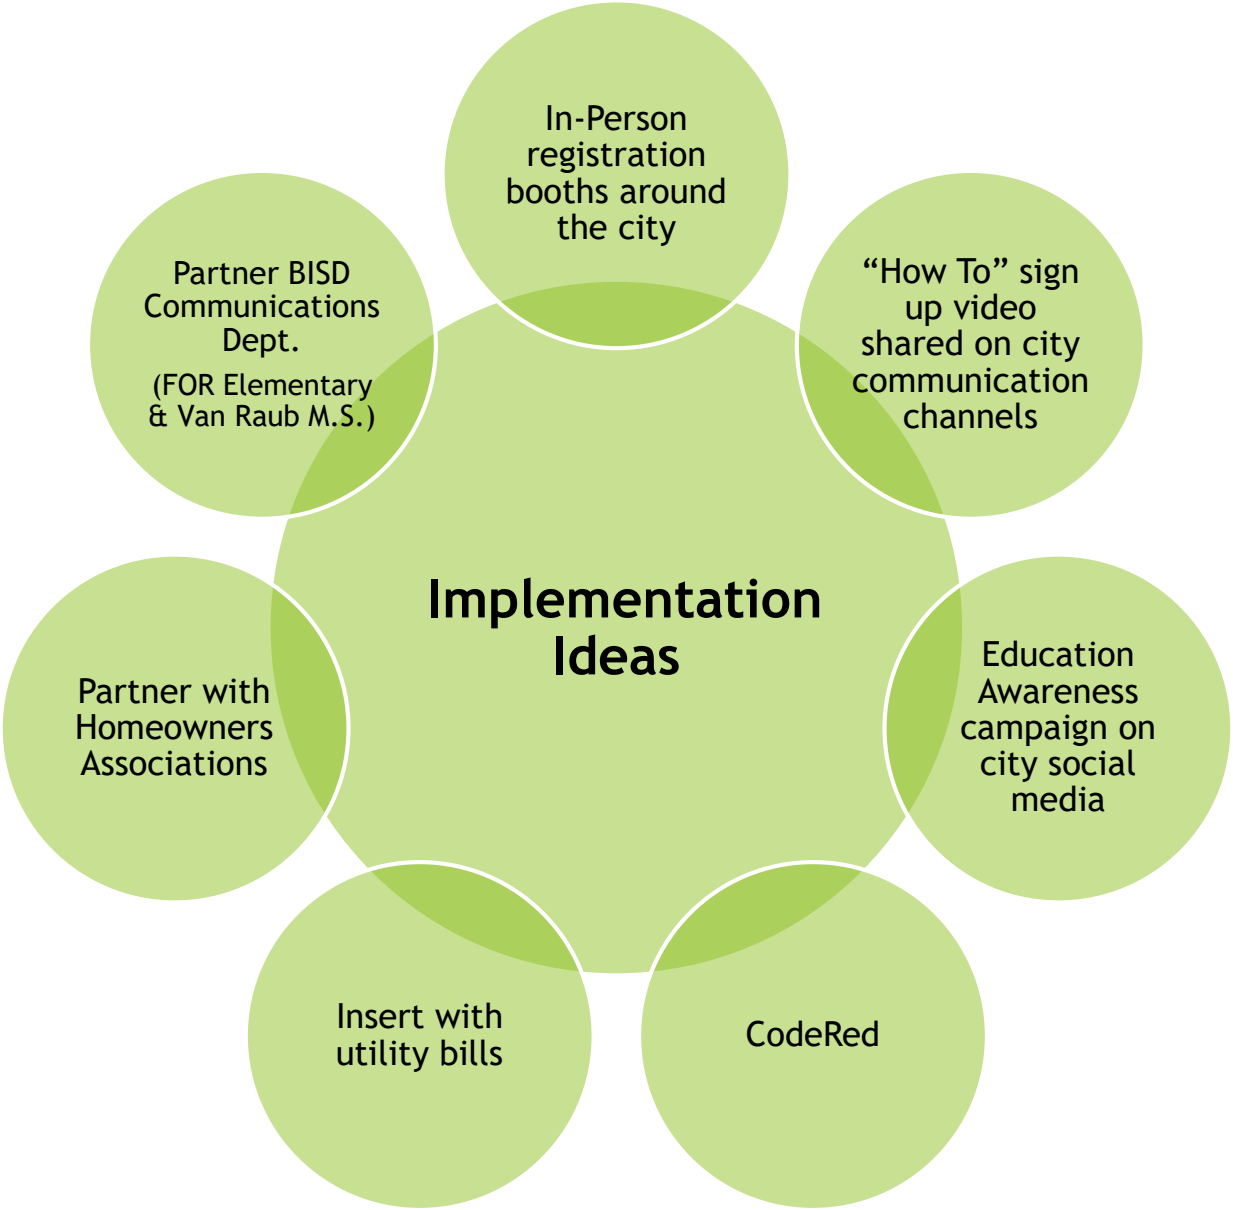 Implementation
Ideas
In-Person
registration
booths around
the city
“How To” sign
up video
shared on city
communication
channels
Education
Awareness
campaign on
city social
media
CodeRed
Insert with
utility bills
Partner with
Homeowners
Associations
Partner BISD
Communications
Dept.
(FOR Elementary
& Van Raub M.S.)